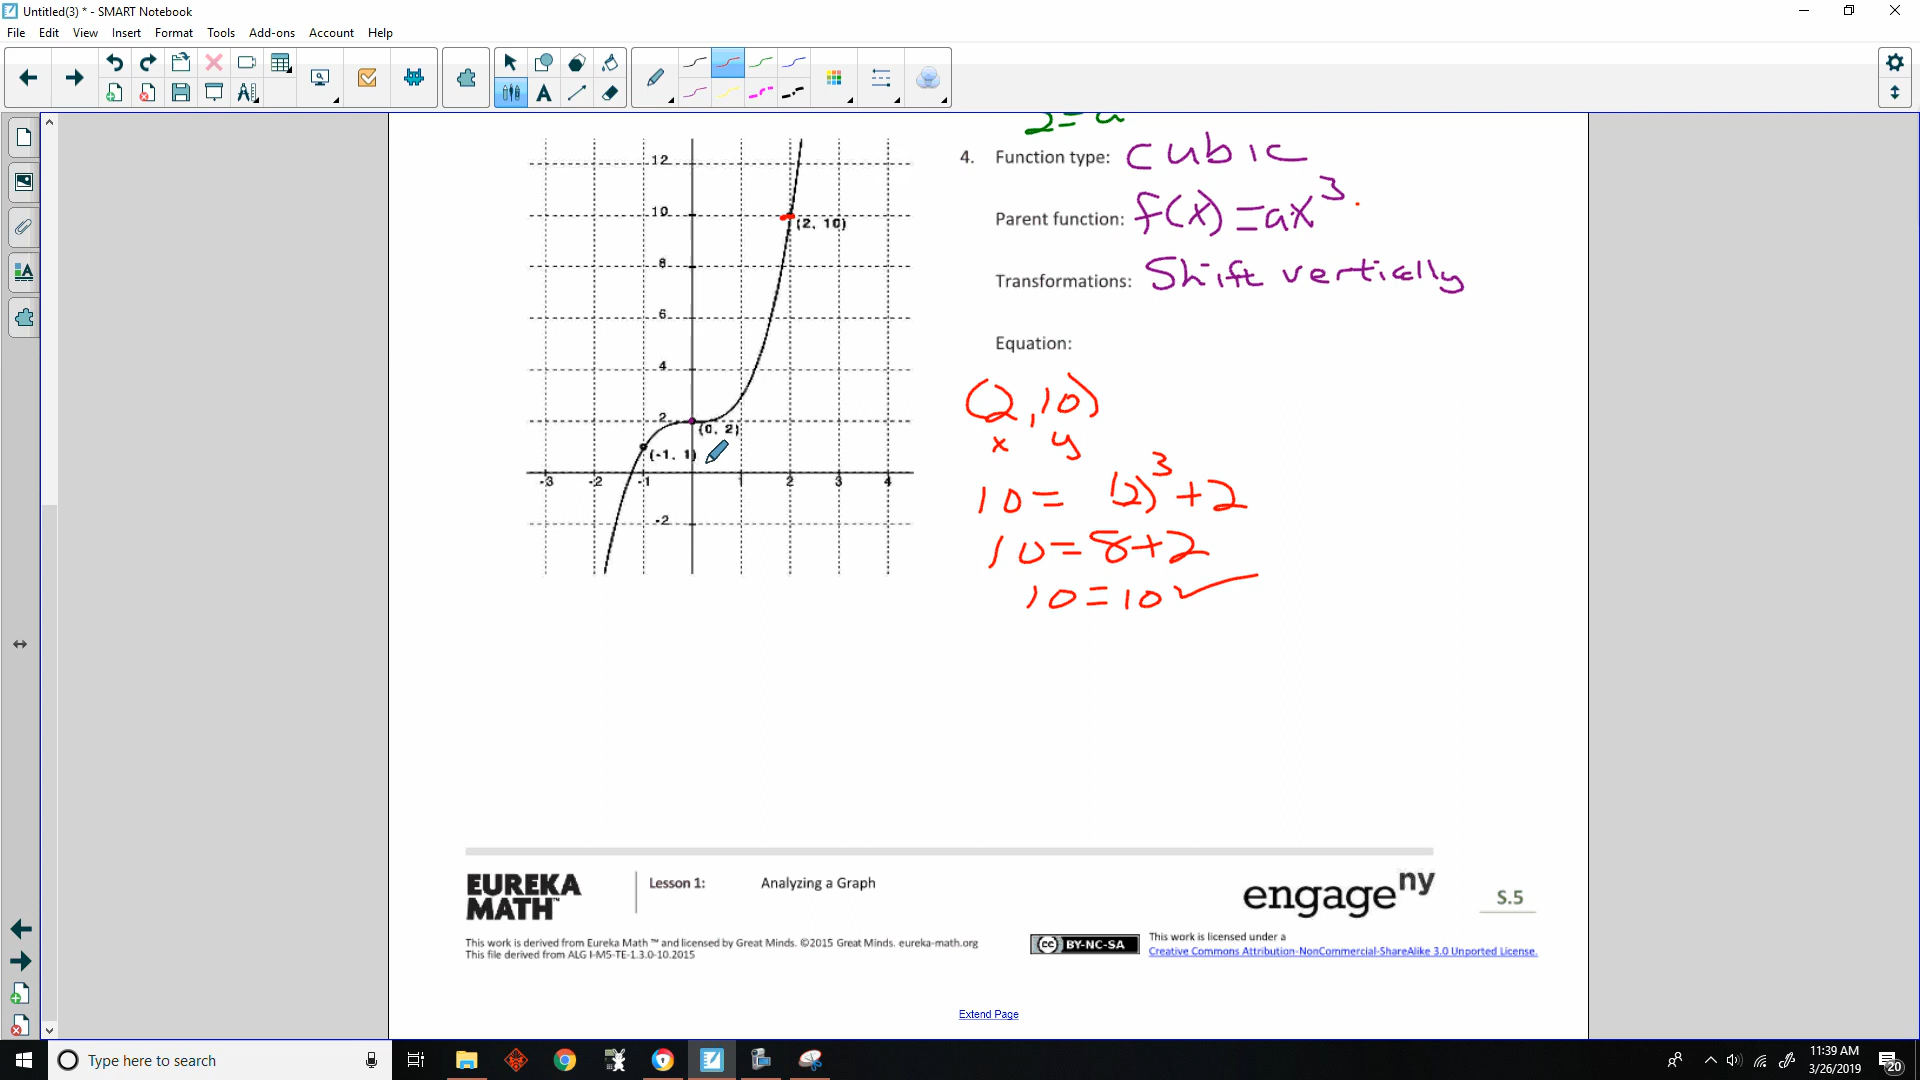 Untitled(3) * - SMART Notebook
File Edit View Insert Format Tools Add-ons Account Help
2=a
12
10
(2, 10)
8
6
4
2
(0, 2)
(-1, 1)
-3 -2 -1 2 3 4
-2
4. Function type: cubic
Parent function: f(x)=ax³
Transformations: Shift vertically
Equation:
(2,10)
x y
10= (2)³+2
10=8+2
10=10✓
EUREKA MATH™
Lesson 1: Analyzing a Graph
engageny
S.5
This work is derived from Eureka Math ™ and licensed by Great Minds. ©2015 Great Minds. eureka-math.org
This file derived from ALG I-M5-TE-1.3.0-10.2015
cc BY-NC-SA
This work is licensed under a
Creative Commons Attribution-NonCommercial-ShareAlike 3.0 Unported License.
Extend Page
Type here to search
11:39 AM
3/26/2019
20